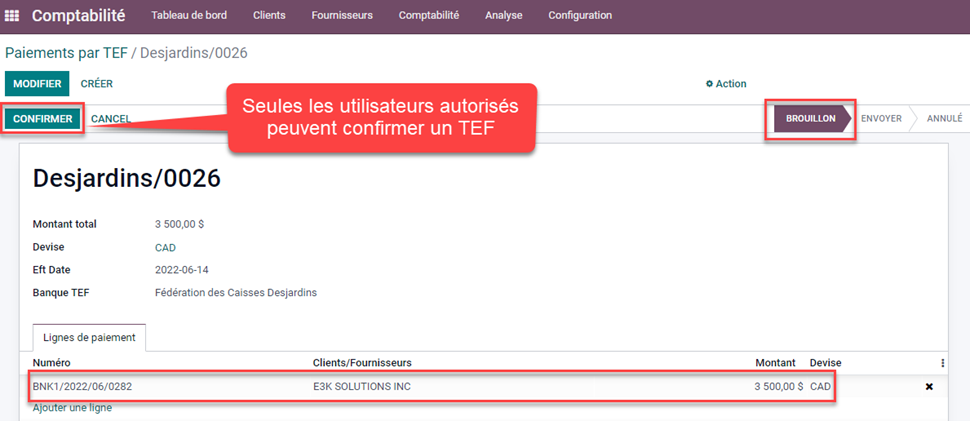 Comptabilité Tableau de bord Clients Fournisseurs Comptabilité Analyse Configuration
Paiements par TEF / Desjardins/0026
MODIFIER CRÉER Action
CONFIRMER CANCEL
Seules les utilisateurs autorisés
peuvent confirmer un TEF
BROUILLON ENVOYER ANNULÉ
Desjardins/0026
Montant total 3 500,00 $
Devise CAD
Eft Date 2022-06-14
Banque TEF Fédération des Caisses Desjardins
Lignes de paiement
Numéro Clients/Fournisseurs Montant Devise
BNK1/2022/06/0282 E3K SOLUTIONS INC 3 500,00 $ CAD
Ajouter une ligne